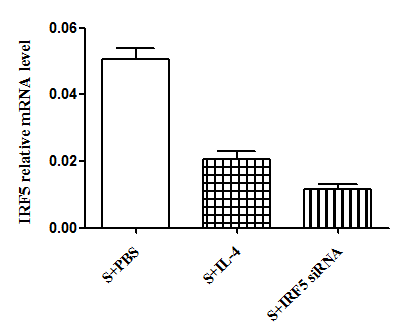 IRF5 relative mRNA level
0.06
0.04
0.02
0.00
S+PBS
S+IL-4
S+IRF5 siRNA